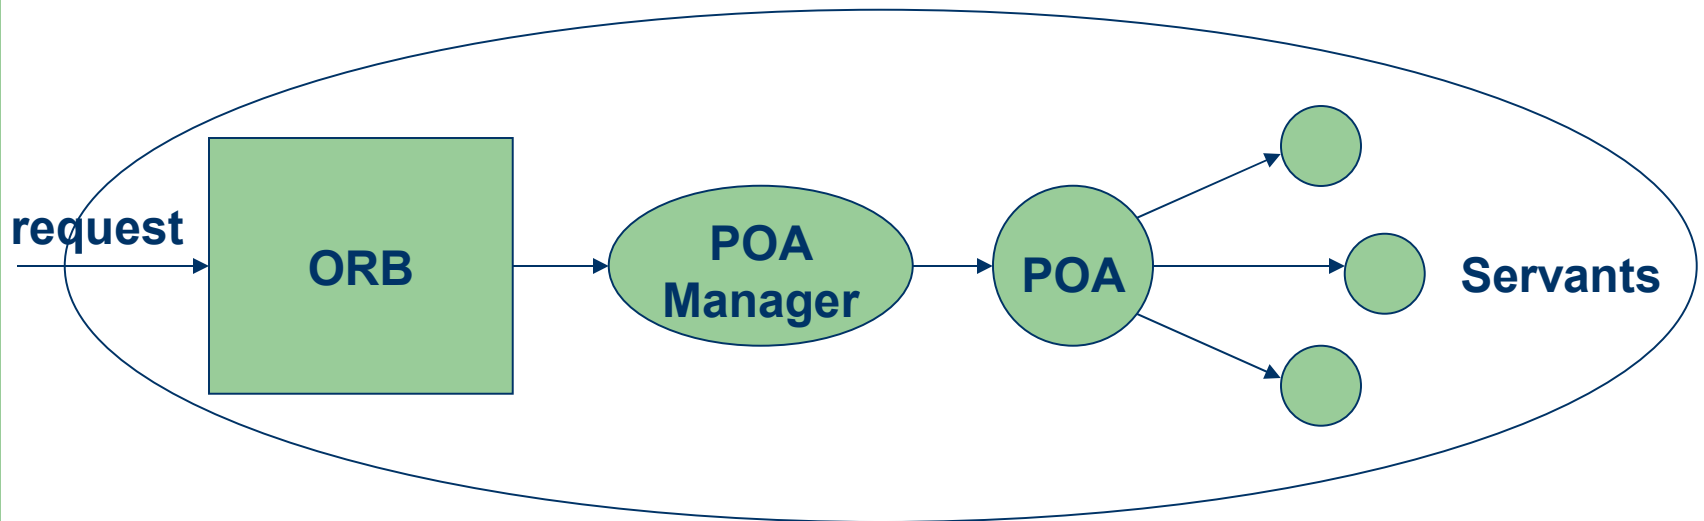 request
ORB
POA
Manager
POA
Servants